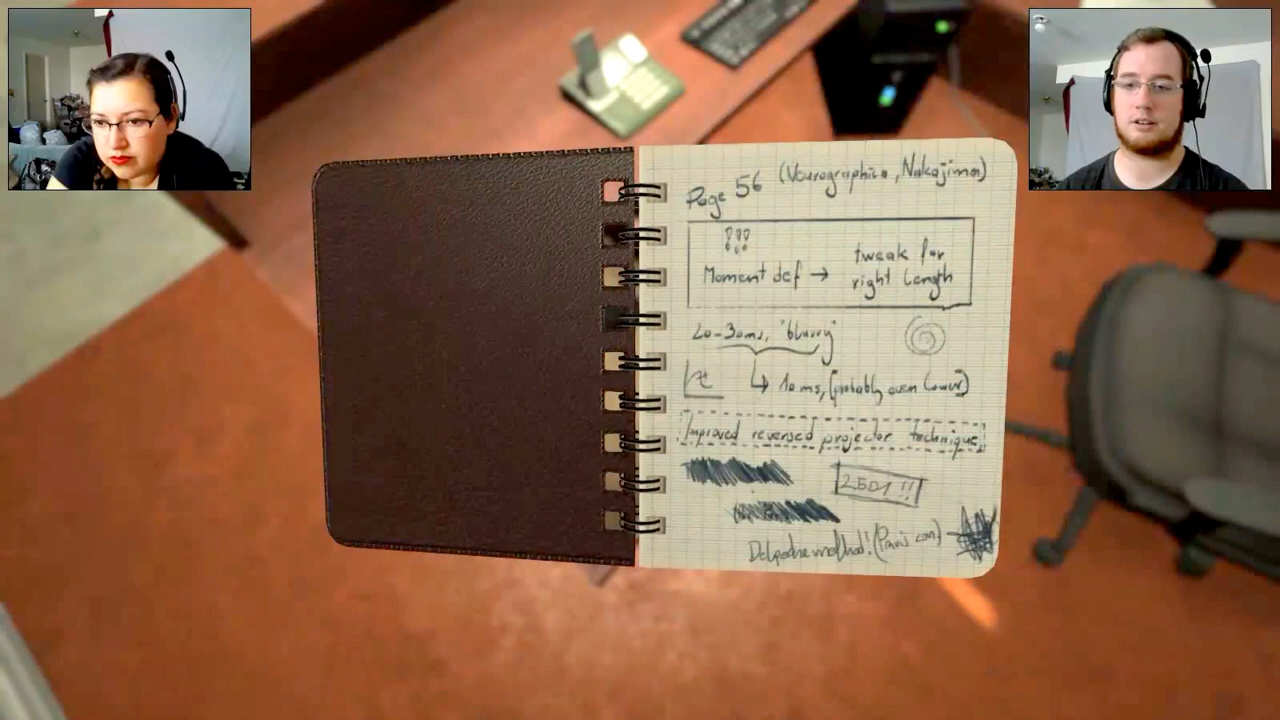 Page 56 (Neurographica, Nakajima)
???
Moment def → tweak for
right length
20-30ms, "blurry"
10 ms, (probably even lower)
Improved reversed projector technique
2501 !!
method! (Paris con)